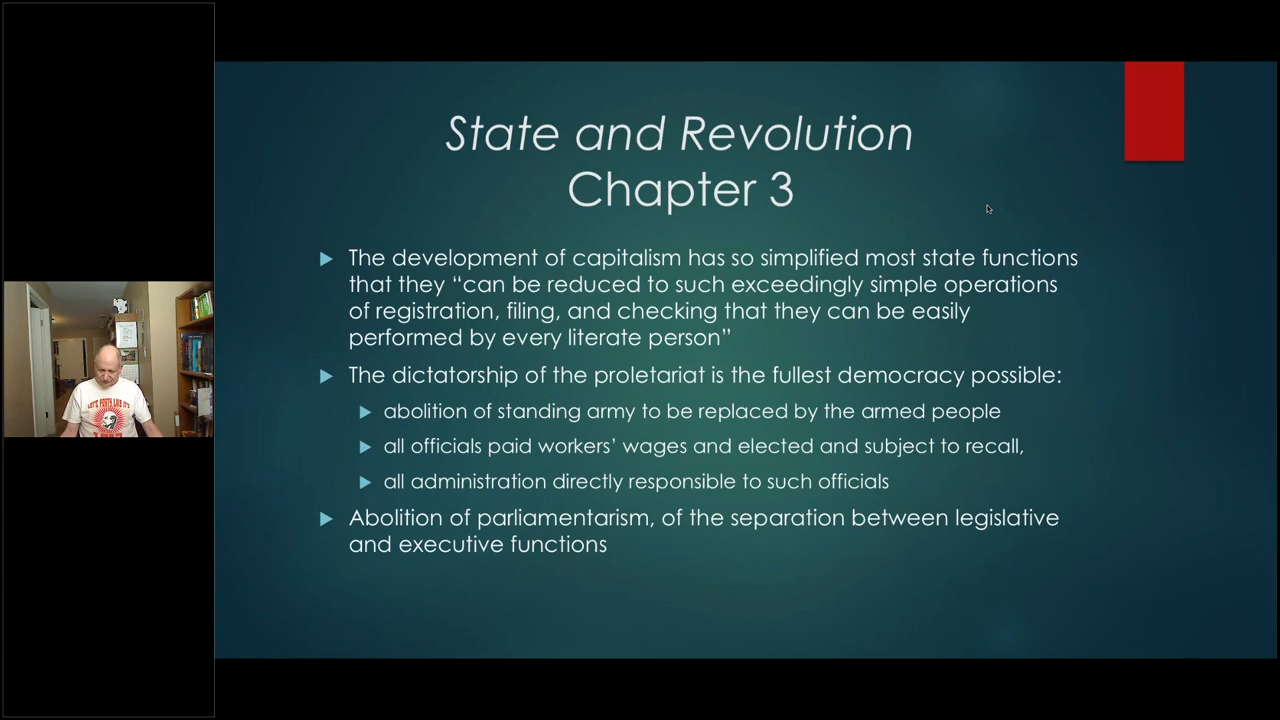 State and Revolution
Chapter 3
The development of capitalism has so simplified most state functions
that they “can be reduced to such exceedingly simple operations
of registration, filing, and checking that they can be easily
performed by every literate person”
The dictatorship of the proletariat is the fullest democracy possible:
abolition of standing army to be replaced by the armed people
all officials paid workers’ wages and elected and subject to recall,
all administration directly responsible to such officials
Abolition of parliamentarism, of the separation between legislative
and executive functions
LET'S PARTY LIKE IT'S